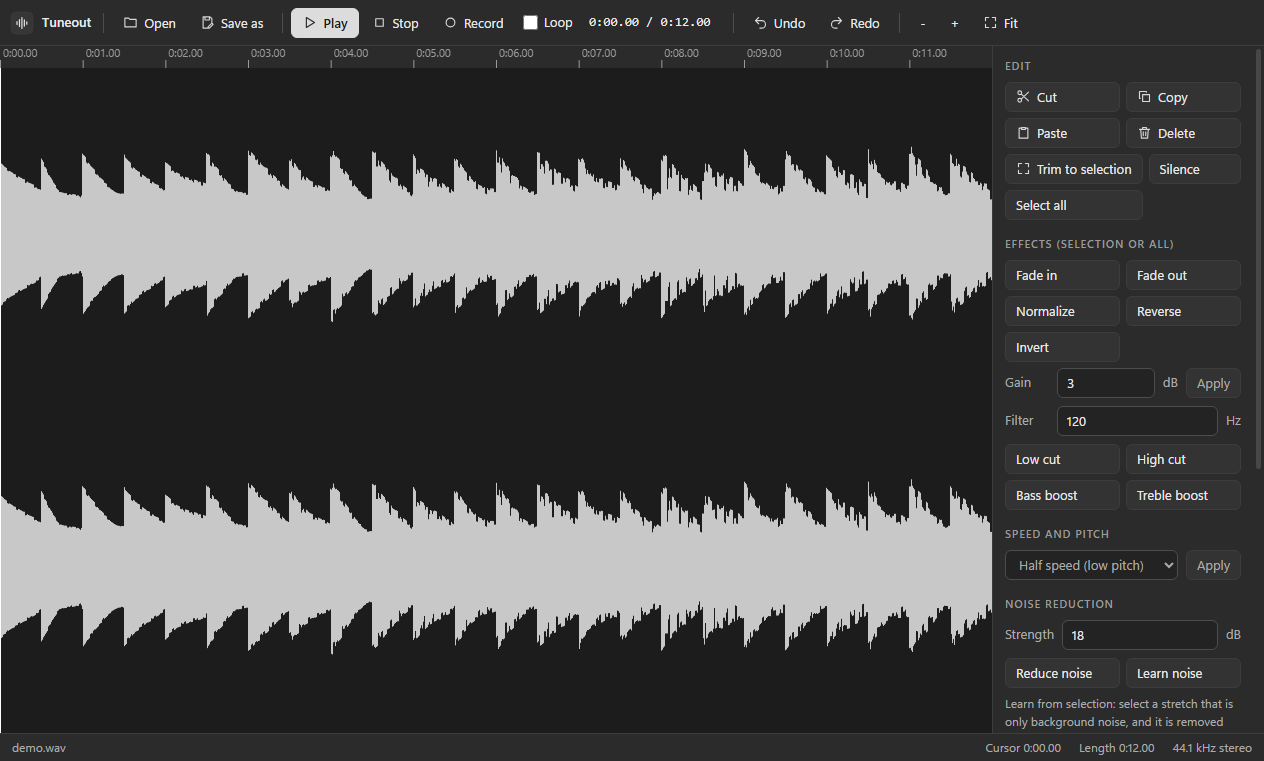 Tuneout Open Save as Play Stop Record Loop 0:00.00 / 0:12.00 Undo Redo - + Fit
0:00.00 0:01.00 0:02.00 0:03.00 0:04.00 0:05.00 0:06.00 0:07.00 0:08.00 0:09.00 0:10.00 0:11.00
EDIT
Cut Copy
Paste Delete
Trim to selection Silence
Select all
EFFECTS (SELECTION OR ALL)
Fade in Fade out
Normalize Reverse
Invert
Gain 3 dB Apply
Filter 120 Hz
Low cut High cut
Bass boost Treble boost
SPEED AND PITCH
Half speed (low pitch) Apply
NOISE REDUCTION
Strength 18 dB
Reduce noise Learn noise
Learn from selection: select a stretch that is
only background noise, and it is removed
demo.wav Cursor 0:00.00 Length 0:12.00 44.1 kHz stereo